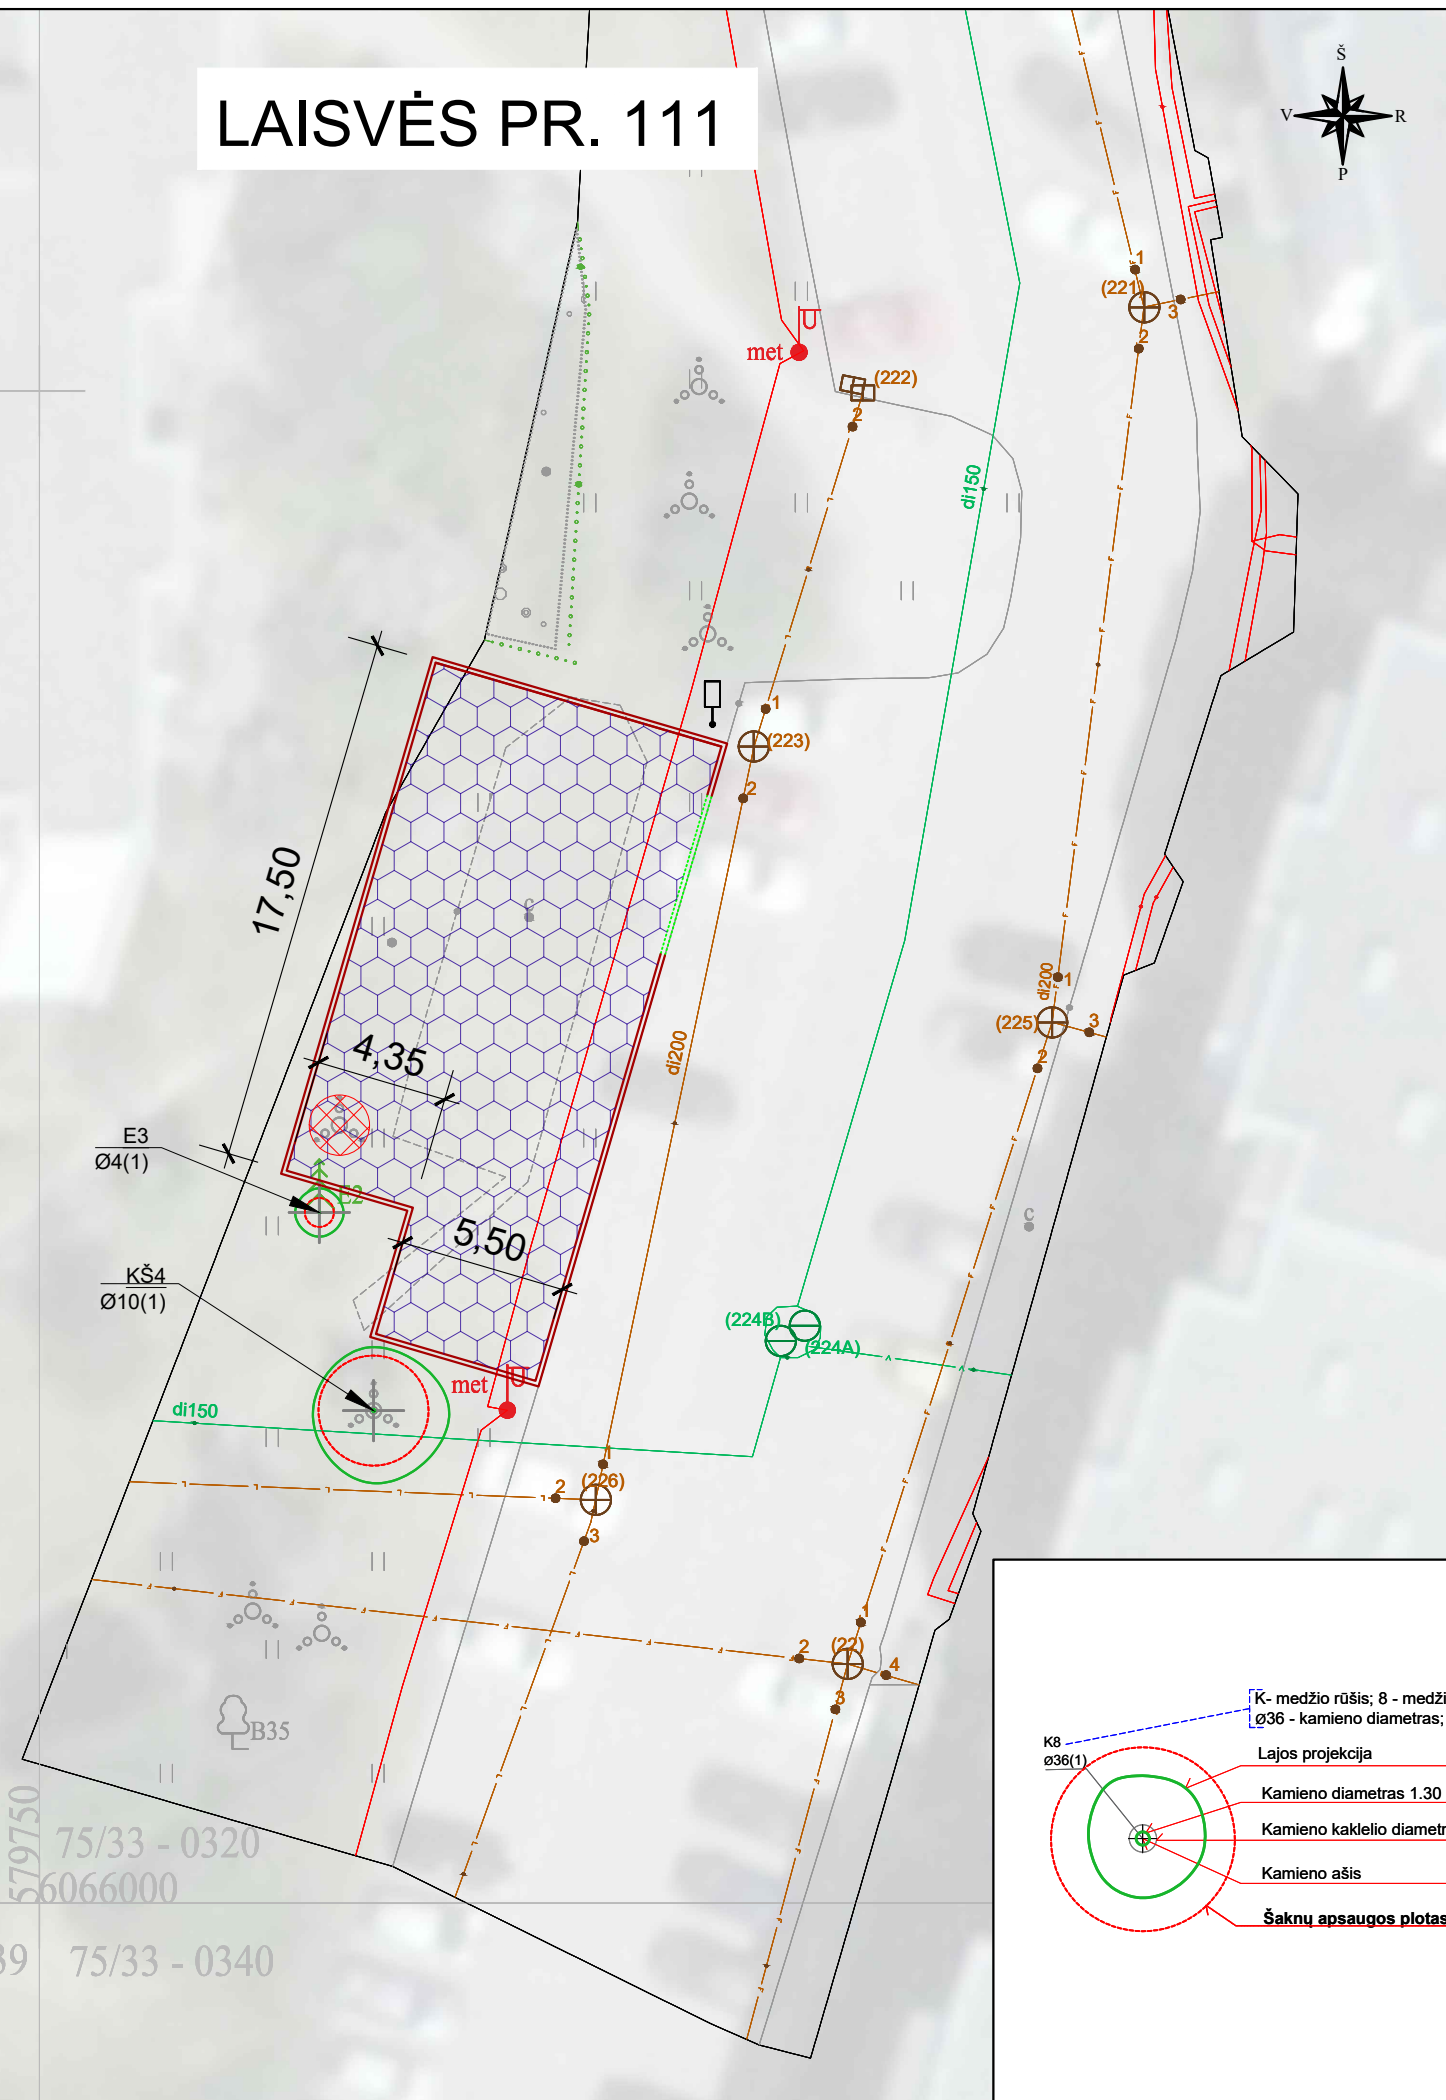 LAISVĖS PR. 111
Š
V
R
P
1
(221)
3
2
met
(222)
2
di150
1
(223)
2
17,50
c
di200
1
(225)
3
2
4,35
di200
E3
Ø4(1)
E2
5,50
c
KŠ4
Ø10(1)
(224B)
(224A)
met
di150
1
2
(226)
3
1
2
(22)
4
3
B35
K- medžio rūšis; 8 - medži
Ø36 - kamieno diametras;
K8
Ø36(1)
Lajos projekcija
Kamieno diametras 1.30
Kamieno kaklelio diametr
Kamieno ašis
Šaknų apsaugos plotas
579750
75/33 - 0320
6066000
39
75/33 - 0340